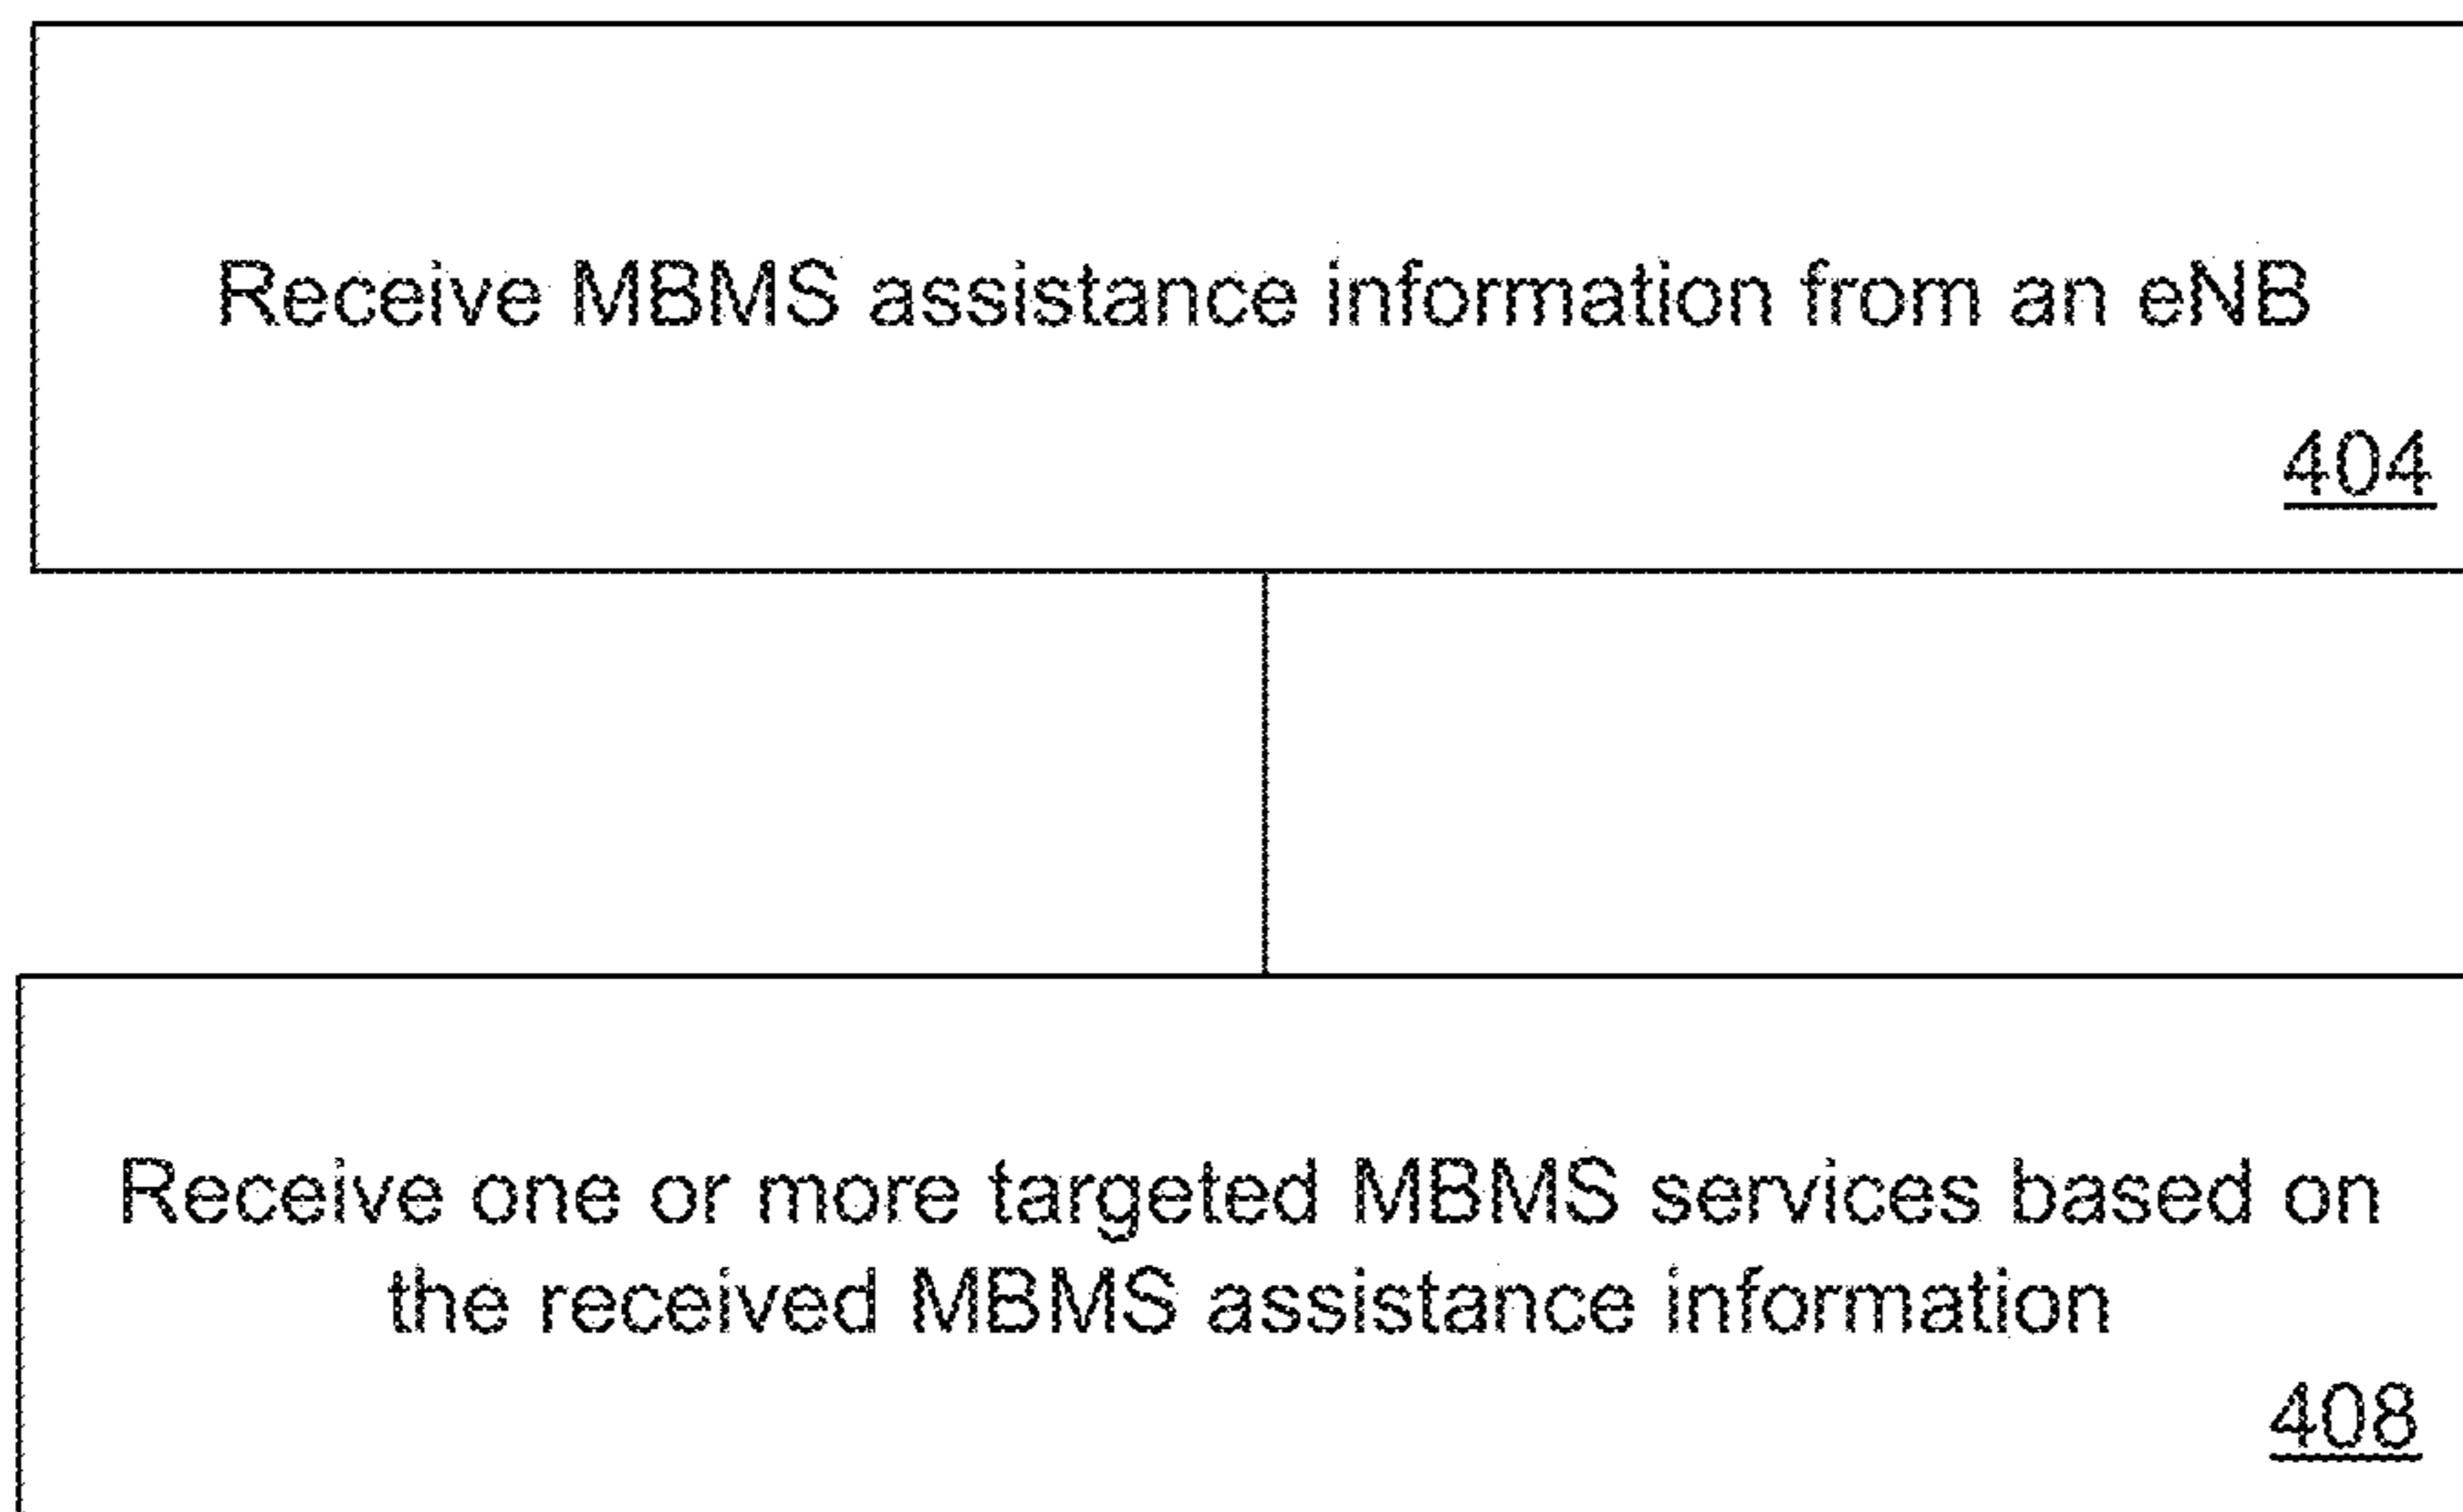 Receive MBMS assistance information from an eNB
404
Receive one or more targeted MBMS services based on
the received MBMS assistance information
408